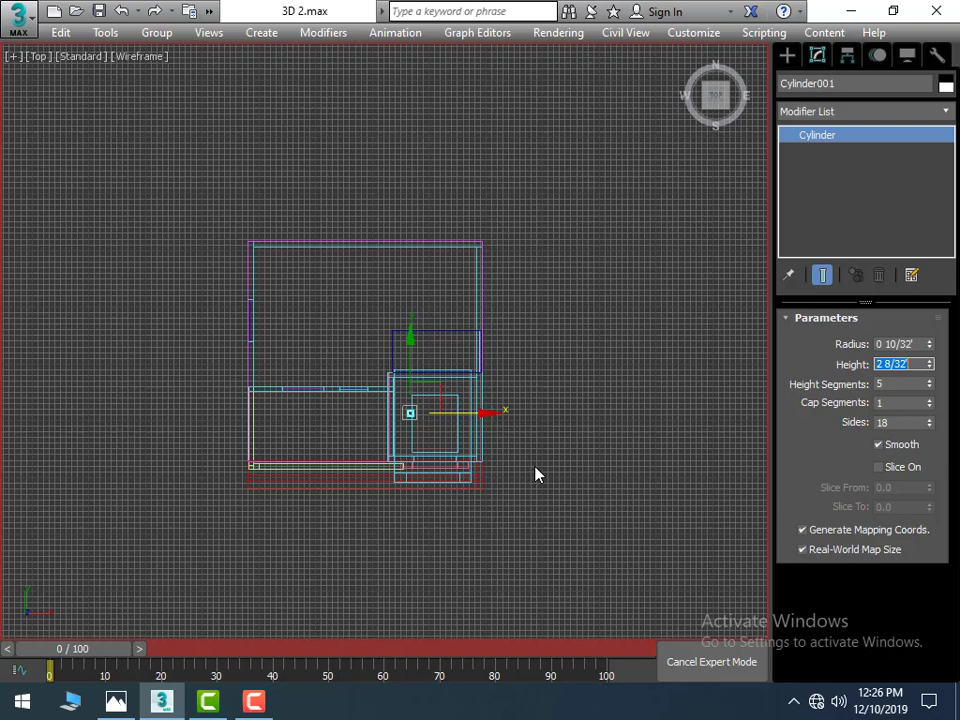 3D 2.max
Type a keyword or phrase
Sign In
MAX
Edit Tools Group Views Create Modifiers Animation Graph Editors Rendering Civil View Customize Scripting Content Help
[+] [Top] [Standard] [Wireframe]
N
W TOP E
S
Cylinder001
Modifier List
Cylinder
Parameters
Radius: 0 10/32'
Height: 2 8/32'
Height Segments: 5
Cap Segments: 1
Sides: 18
Smooth
Slice On
Slice From: 0.0
Slice To: 0.0
Generate Mapping Coords.
Real-World Map Size
x
Activate Windows
Go to Settings to activate Windows.
< 0 / 100 >
Cancel Expert Mode
0 10 20 30 40 50 60 70 80 90 100
3
MAX
12:26 PM
12/10/2019